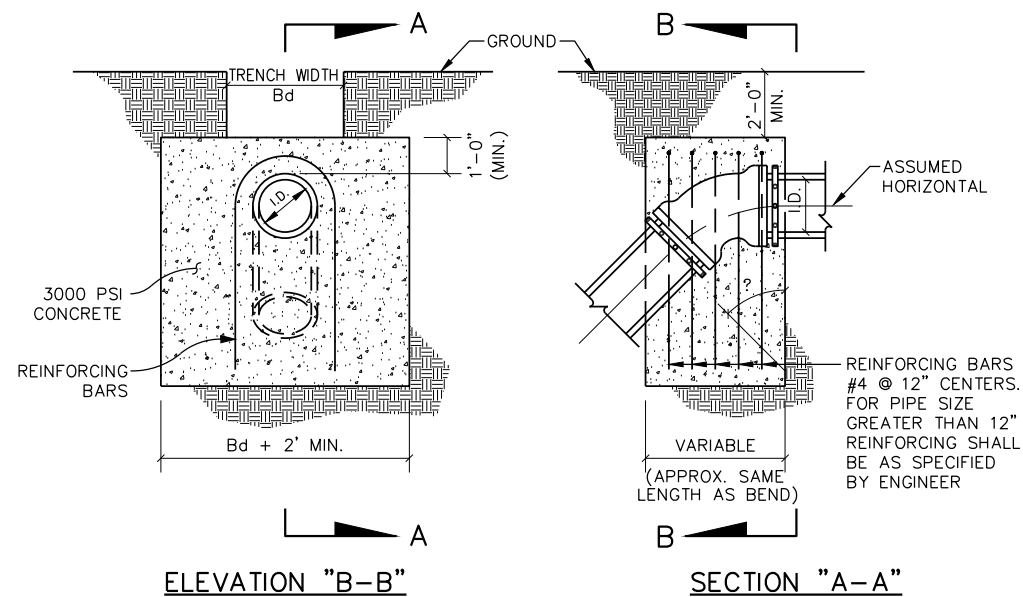 A
GROUND
B
TRENCH WIDTH
Bd
1'-0"
(MIN.)
2'-0"
MIN.
I.D.
I.D.
ASSUMED
HORIZONTAL
3000 PSI
CONCRETE
?
REINFORCING
BARS
REINFORCING BARS
#4 @ 12" CENTERS.
FOR PIPE SIZE
GREATER THAN 12"
REINFORCING SHALL
BE AS SPECIFIED
BY ENGINEER
Bd + 2' MIN.
VARIABLE
(APPROX. SAME
LENGTH AS BEND)
A
B
ELEVATION "B-B"
SECTION "A-A"